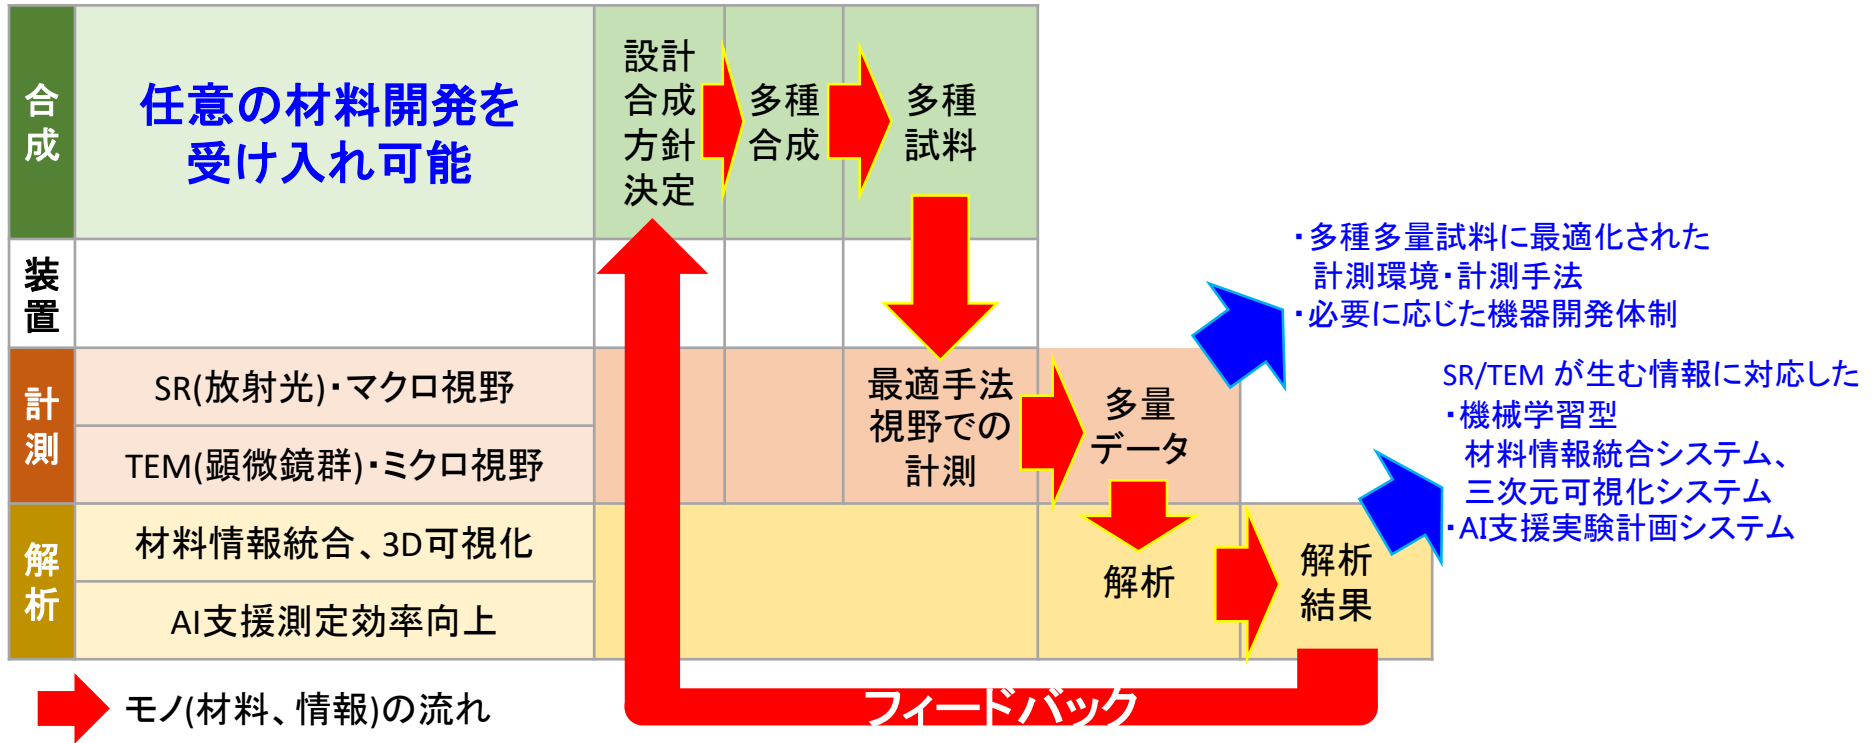 合
成
任意の材料開発を
受け入れ可能
設計
合成
方針
決定
多種
合成
多種
試料
装
置
計
測
SR(放射光)・マクロ視野
TEM(顕微鏡群)・ミクロ視野
最適手法
視野での
計測
多量
データ
解
析
材料情報統合、3D可視化
AI支援測定効率向上
解析
解析
結果
フィードバック
モノ(材料、情報)の流れ
・多種多量試料に最適化された
計測環境・計測手法
・必要に応じた機器開発体制
SR/TEM が生む情報に対応した
・機械学習型
材料情報統合システム、
三次元可視化システム
・AI支援実験計画システム